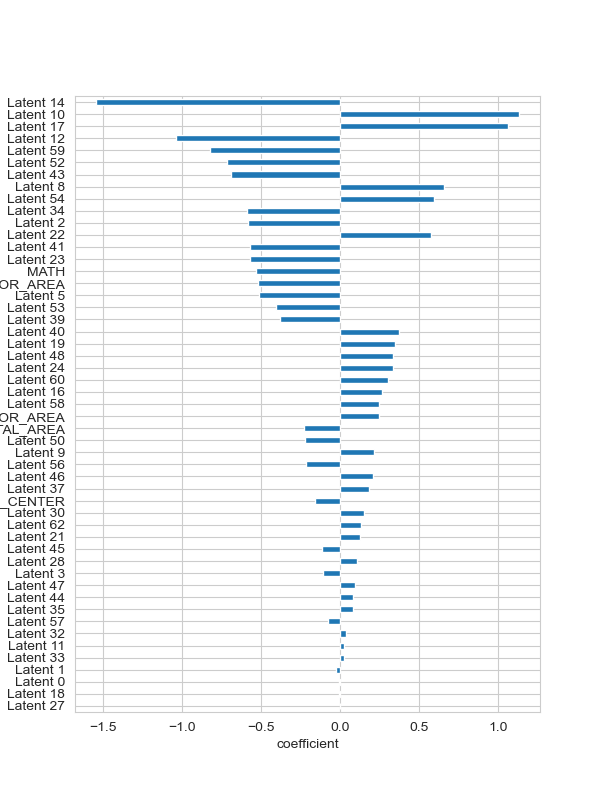 Latent 14
Latent 10
Latent 17
Latent 12
Latent 59
Latent 52
Latent 43
Latent 8
Latent 54
Latent 34
Latent 2
Latent 22
Latent 41
Latent 23
MATH
OR_AREA
Latent 5
Latent 53
Latent 39
Latent 40
Latent 19
Latent 48
Latent 24
Latent 60
Latent 16
Latent 58
OR_AREA
TAL_AREA
Latent 50
Latent 9
Latent 56
Latent 46
Latent 37
_CENTER
Latent 30
Latent 62
Latent 21
Latent 45
Latent 28
Latent 3
Latent 47
Latent 44
Latent 35
Latent 57
Latent 32
Latent 11
Latent 33
Latent 1
Latent 0
Latent 18
Latent 27
−1.5 −1.0 −0.5 0.0 0.5 1.0
coefficient